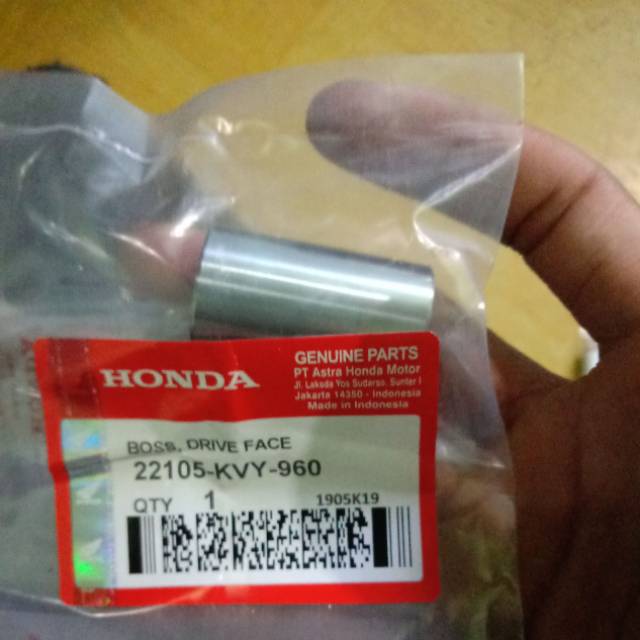 HONDA
GENUINE PARTS
PT Astra Honda Motor
Jl. Laksda Yos Sudarso. Sunter I
Jakarta 14350 - Indonesia
Made in Indonesia
BOSS, DRIVE FACE
22105-KVY-960
QTY 1
1905K19